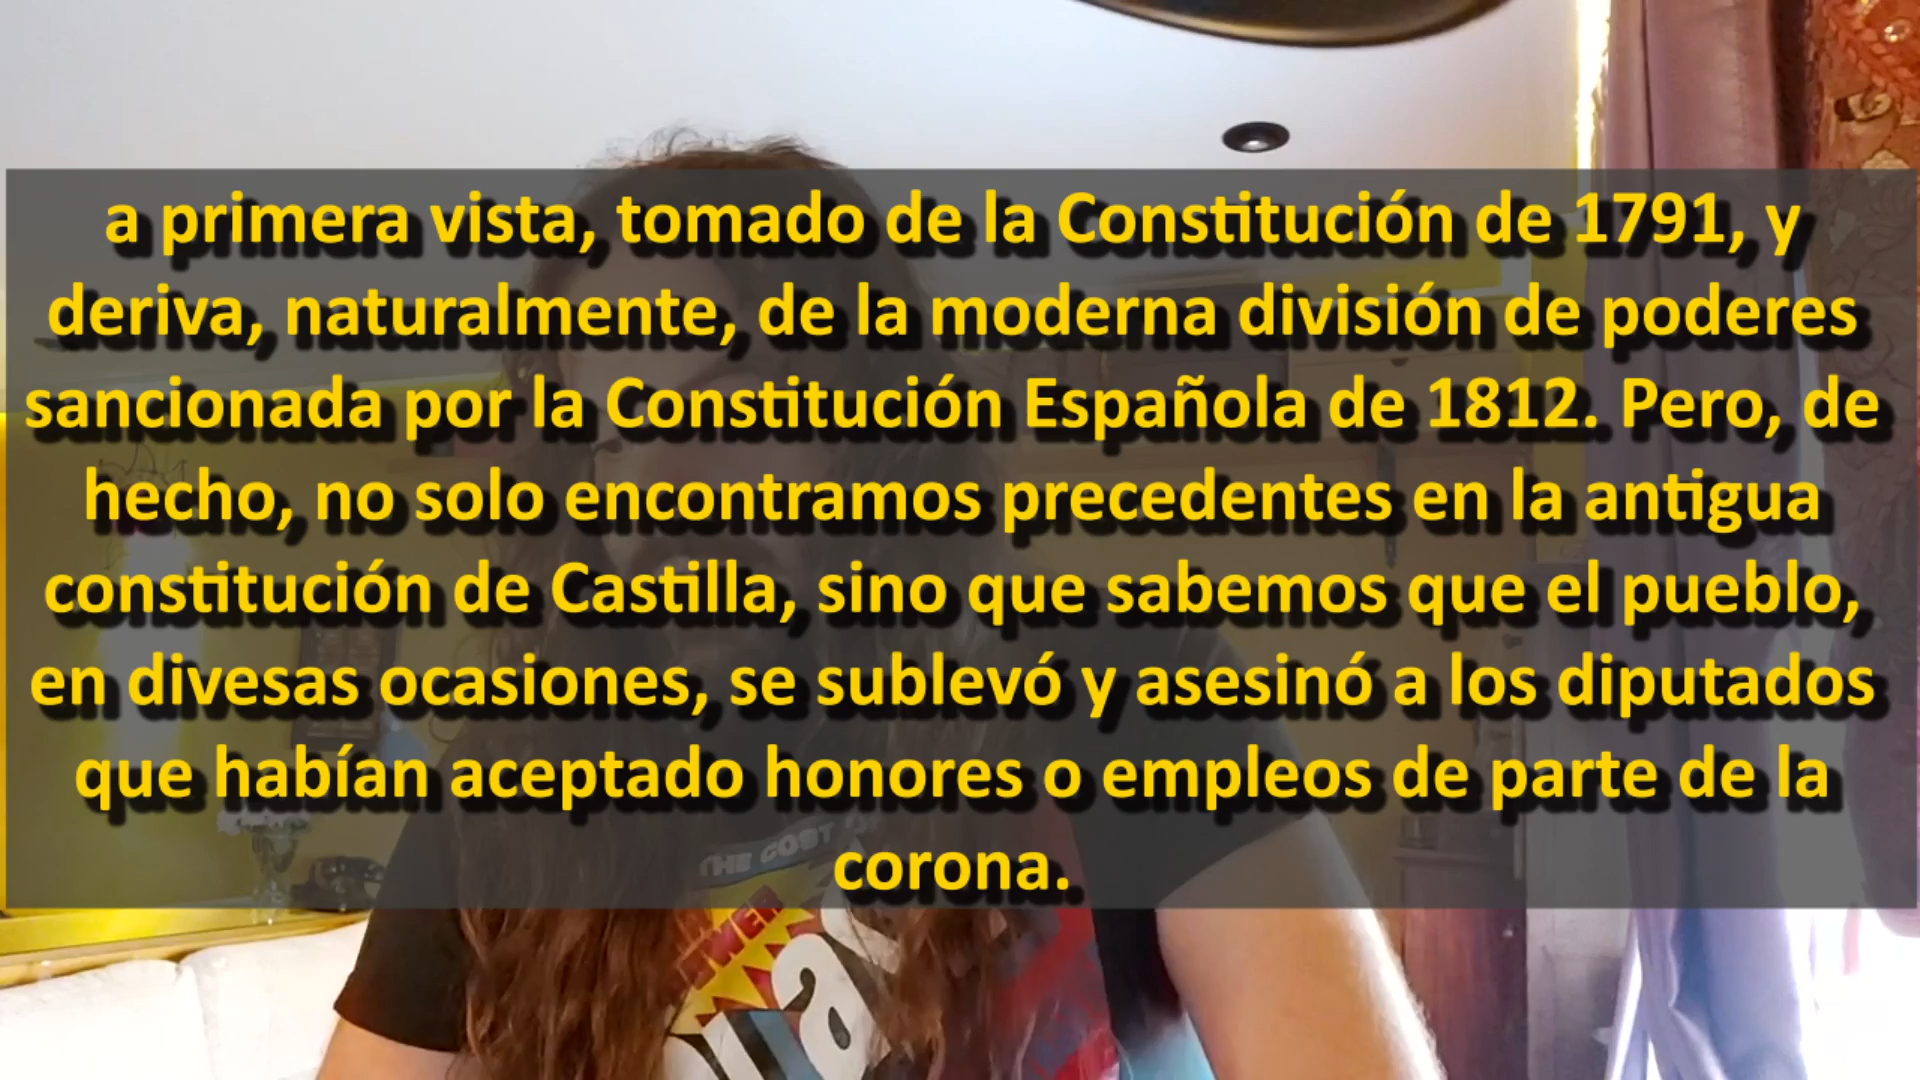 a primera vista, tomado de la Constitución de 1791, y
deriva, naturalmente, de la moderna división de poderes
sancionada por la Constitución Española de 1812. Pero, de
hecho, no solo encontramos precedentes en la antigua
constitución de Castilla, sino que sabemos que el pueblo,
en divesas ocasiones, se sublevó y asesinó a los diputados
que habían aceptado honores o empleos de parte de la
corona.
THE COST